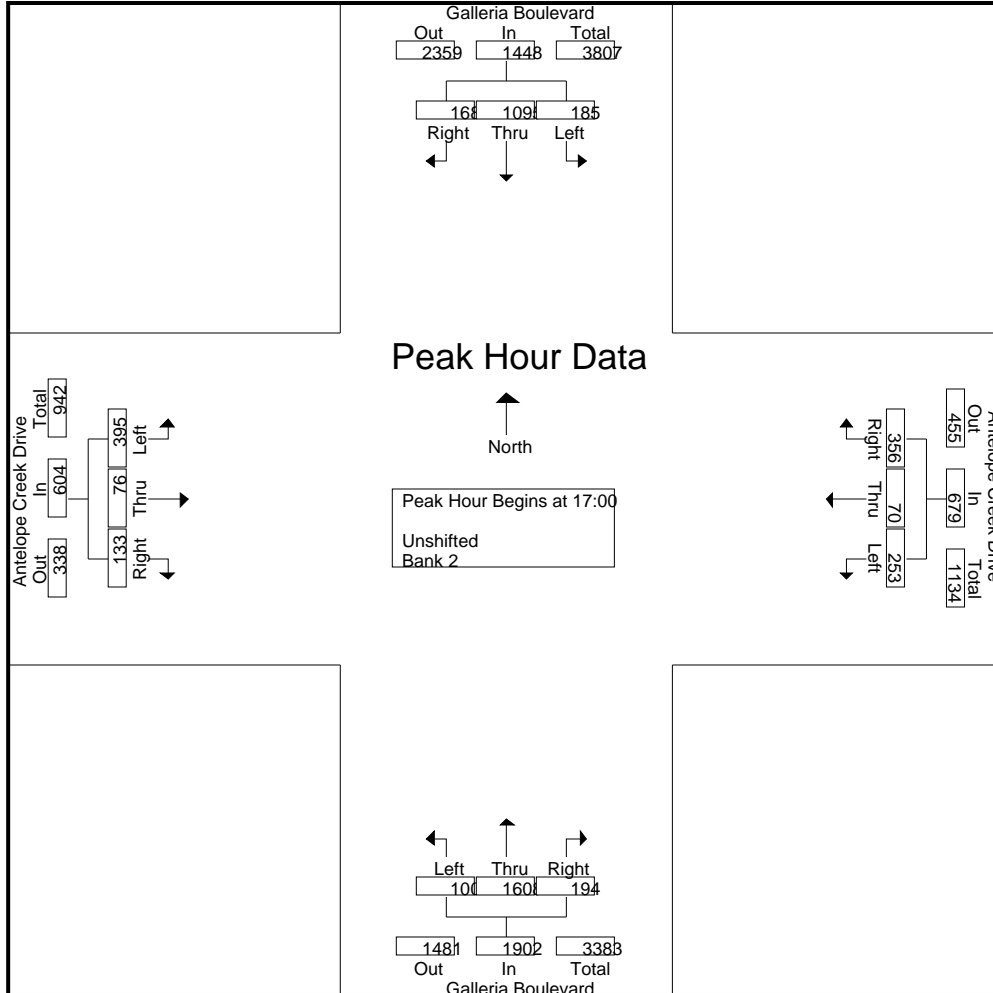 Galleria Boulevard
Out In Total
2359 1448 3807
168 1095 185
Right Thru Left
Peak Hour Data
North
Peak Hour Begins at 17:00
Unshifted
Bank 2
Antelope Creek Drive
Total In Out
942 604 338
395 76 133
Left Thru Right
Antelope Creek Drive
Out In Total
455 679 1134
356 70 253
Right Thru Left
Left Thru Right
100 1608 194
1481 1902 3383
Out In Total
Galleria Boulevard